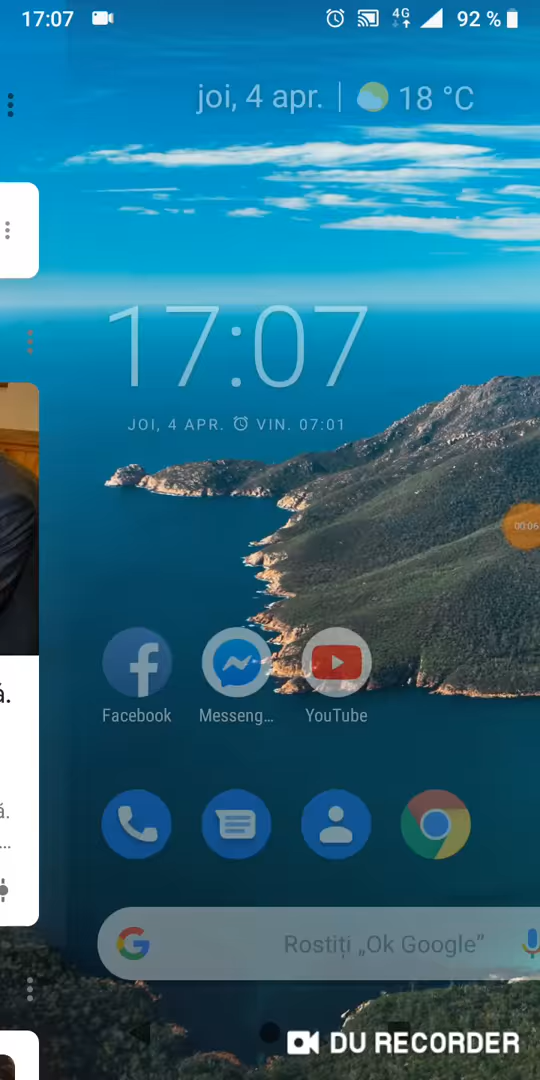 17:07
4G
92 %
joi, 4 apr. | 18 °C
17:07
JOI, 4 APR. VIN. 07:01
00:06
Facebook Messeng... YouTube
ă.
ă.
...
G Rostiți „Ok Google”
DU RECORDER